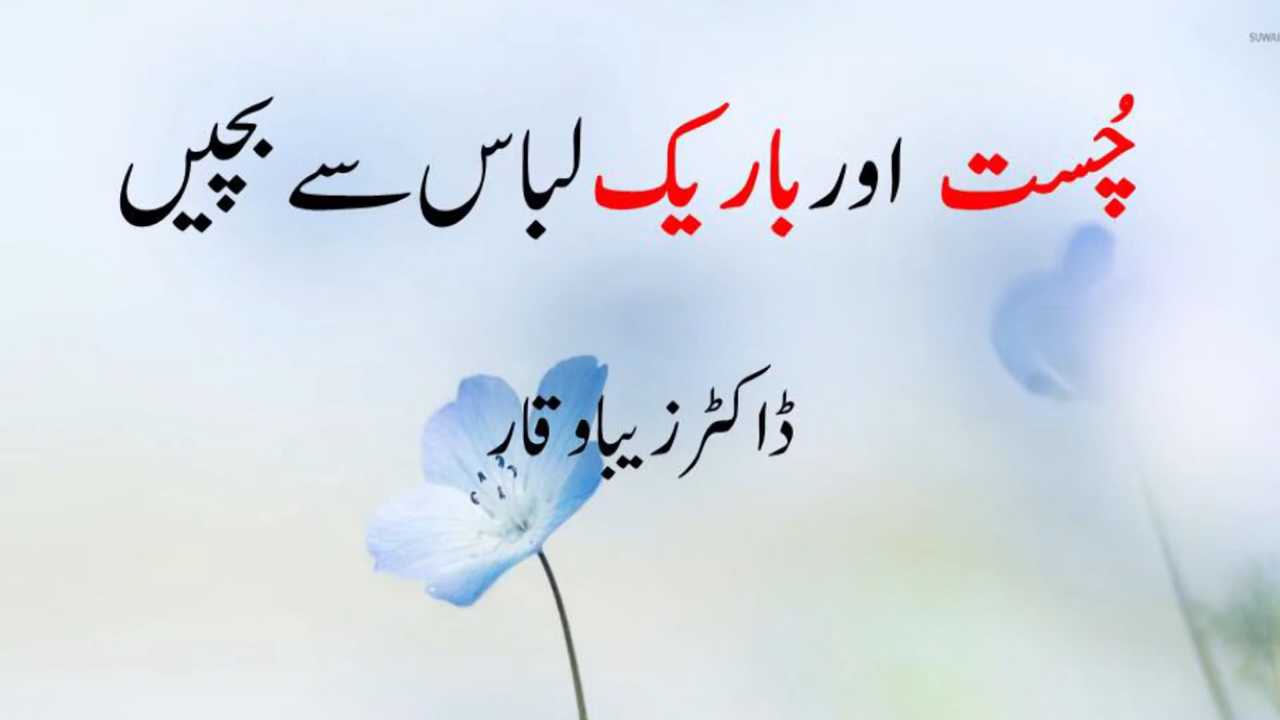 چُست اور باریک لباس سے بچیں
ڈاکٹر زیبا وقار